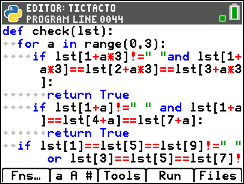 EDITOR: TICTACTO
PROGRAM LINE 0044
def check(lst):
for a in range(0,3):
if lst[1+a*3]!=" "and lst[1+
a*3]==lst[2+a*3]==lst[3+a*3
]:
return True
if lst[1+a]!=" " and lst[1+a
]==lst[4+a]==lst[7+a]:
return True
if lst[1]==lst[5]==lst[9]!=" "
or lst[3]==lst[5]==lst[7]!
Fns… a A # Tools Run Files